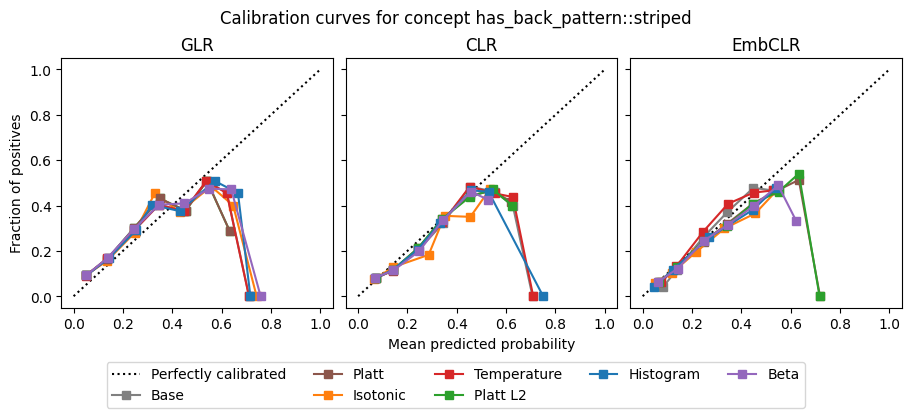 Calibration curves for concept has_back_pattern::striped
GLR
CLR
EmbCLR
Fraction of positives
1.0
0.8
0.6
0.4
0.2
0.0
0.0 0.2 0.4 0.6 0.8 1.0
0.0 0.2 0.4 0.6 0.8 1.0
0.0 0.2 0.4 0.6 0.8 1.0
Mean predicted probability
Perfectly calibrated Platt Temperature Histogram Beta
Base Isotonic Platt L2